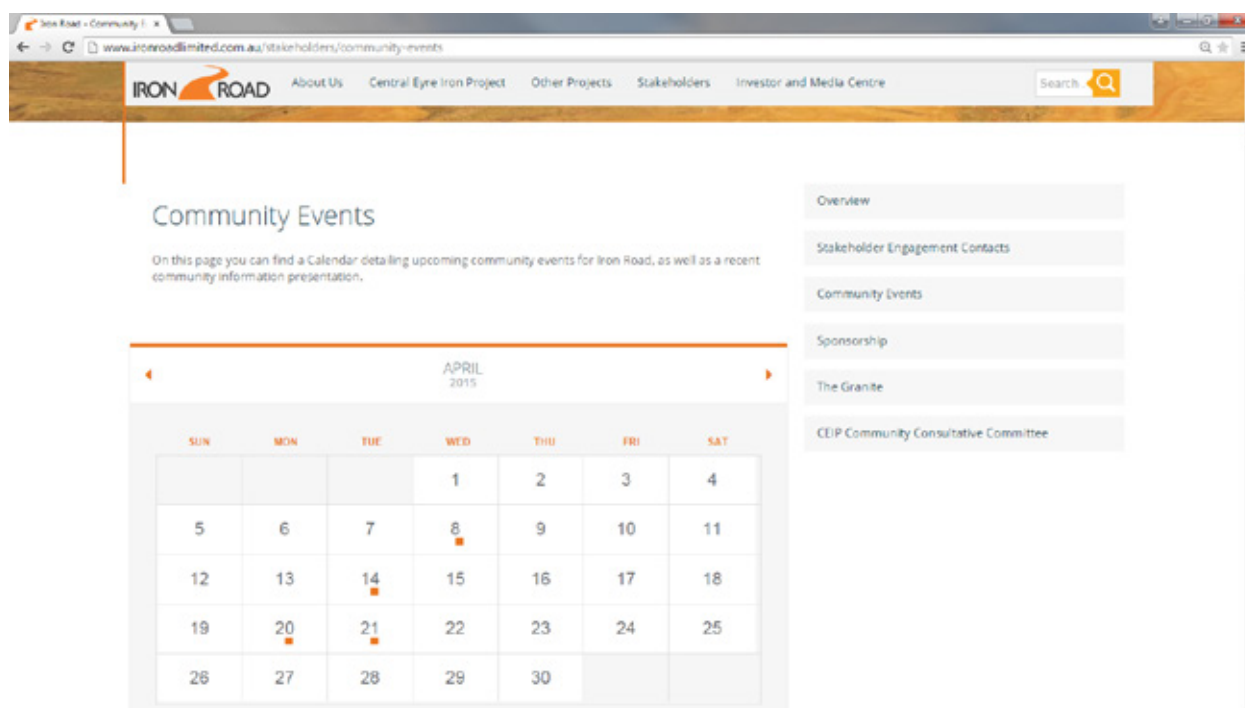 Iron Road - Community E
www.ironroadlimited.com.au/stakeholders/community-events
IRON ROAD
About Us Central Eyre Iron Project Other Projects Stakeholders Investor and Media Centre
Search
Community Events
On this page you can find a Calendar detailing upcoming community events for Iron Road, as well as a recent
community information presentation.
Overview
Stakeholder Engagement Contacts
Community Events
Sponsorship
The Granite
CEIP Community Consultative Committee
APRIL
2015
SUN MON TUE WED THU FRI SAT
1 2 3 4
5 6 7 8 9 10 11
12 13 14 15 16 17 18
19 20 21 22 23 24 25
26 27 28 29 30